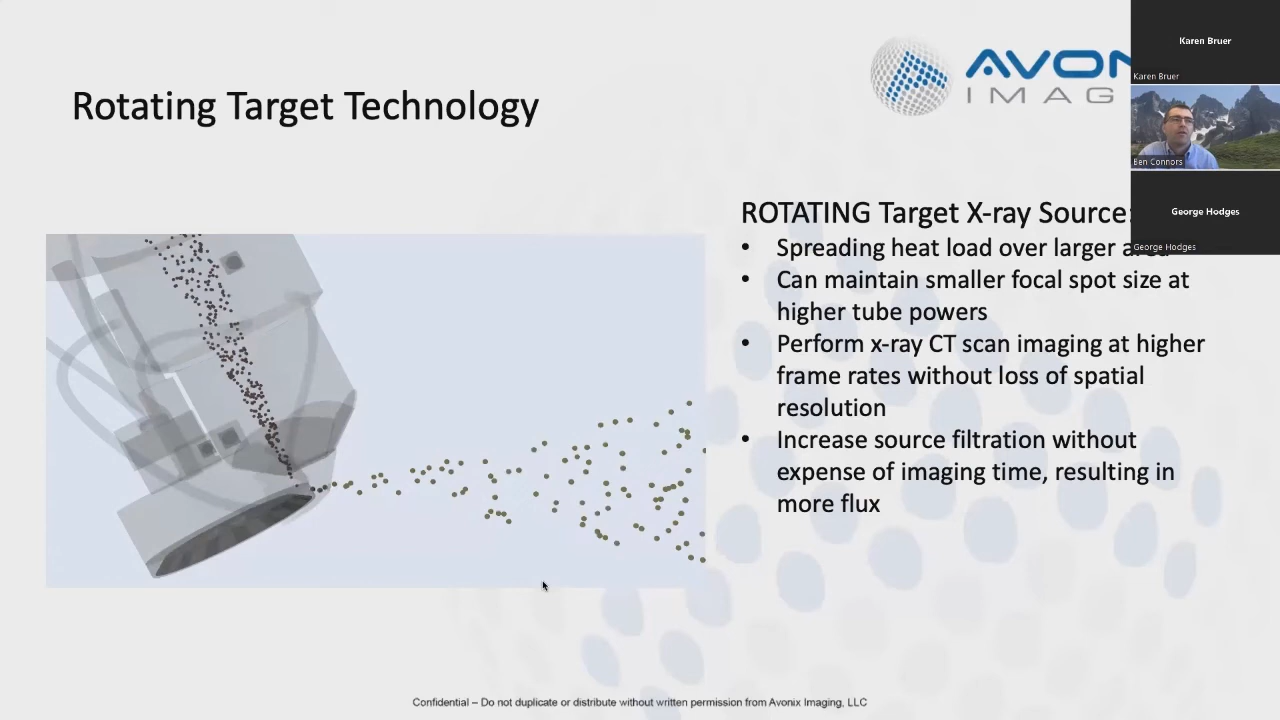 Rotating Target Technology
AVON
IMAG
Karen Bruer
Karen Bruer
Ben Connors
George Hodges
George Hodges
ROTATING Target X-ray Source:
• Spreading heat load over larger
• Can maintain smaller focal spot size at
higher tube powers
• Perform x-ray CT scan imaging at higher
frame rates without loss of spatial
resolution
• Increase source filtration without
expense of imaging time, resulting in
more flux
Confidential – Do not duplicate or distribute without written permission from Avonix Imaging, LLC